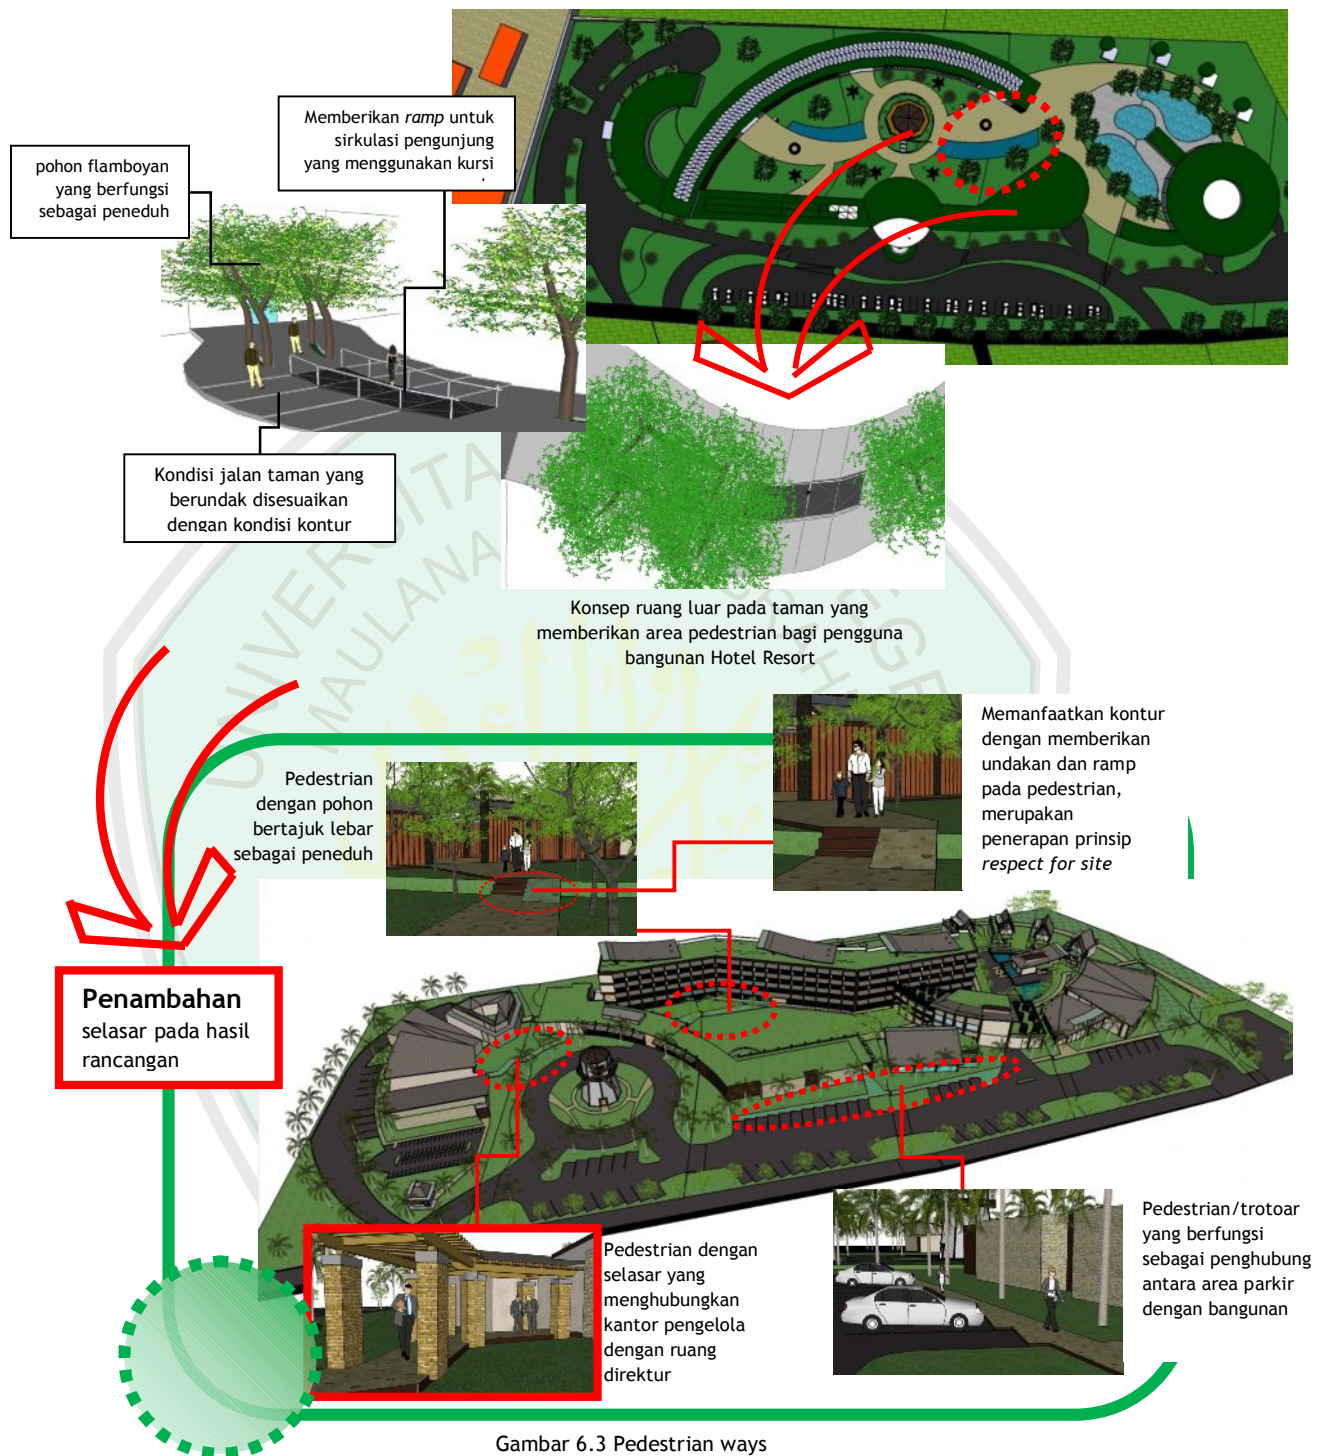 Memberikan ramp untuk
sirkulasi pengunjung
yang menggunakan kursi
pohon flamboyan
yang berfungsi
sebagai peneduh
Kondisi jalan taman yang
berundak disesuaikan
dengan kondisi kontur
Konsep ruang luar pada taman yang
memberikan area pedestrian bagi pengguna
bangunan Hotel Resort
Memanfaatkan kontur
dengan memberikan
undakan dan ramp
pada pedestrian,
merupakan
penerapan prinsip
respect for site
Pedestrian
dengan pohon
bertajuk lebar
sebagai peneduh
Penambahan
selasar pada hasil
rancangan
Pedestrian dengan
selasar yang
menghubungkan
kantor pengelola
dengan ruang
direktur
Pedestrian/trotoar
yang berfungsi
sebagai penghubung
antara area parkir
dengan bangunan
Gambar 6.3 Pedestrian ways